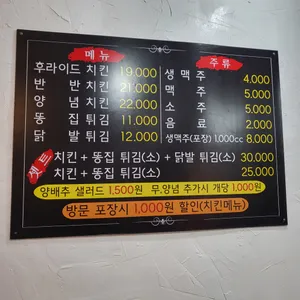 메뉴
후라이드 치킨 19,000
반 반 치킨 21,000
양 념 치킨 22,000
똥 집 튀김 11,000
닭 발 튀김 12,000
주류
생 맥 주 4,000
맥 주 5,000
소 주 5,000
음 료 2,000
생맥주(포장) 1,000cc 8,000
셋트
치킨 + 똥집 튀김(소) + 닭발 튀김(소) 30,000
치킨 + 똥집 튀김(소) 25,000
양배추 샐러드 1,500원 무,양념 추가시 개당 1,000원
방문 포장시 1,000원 할인(치킨메뉴)